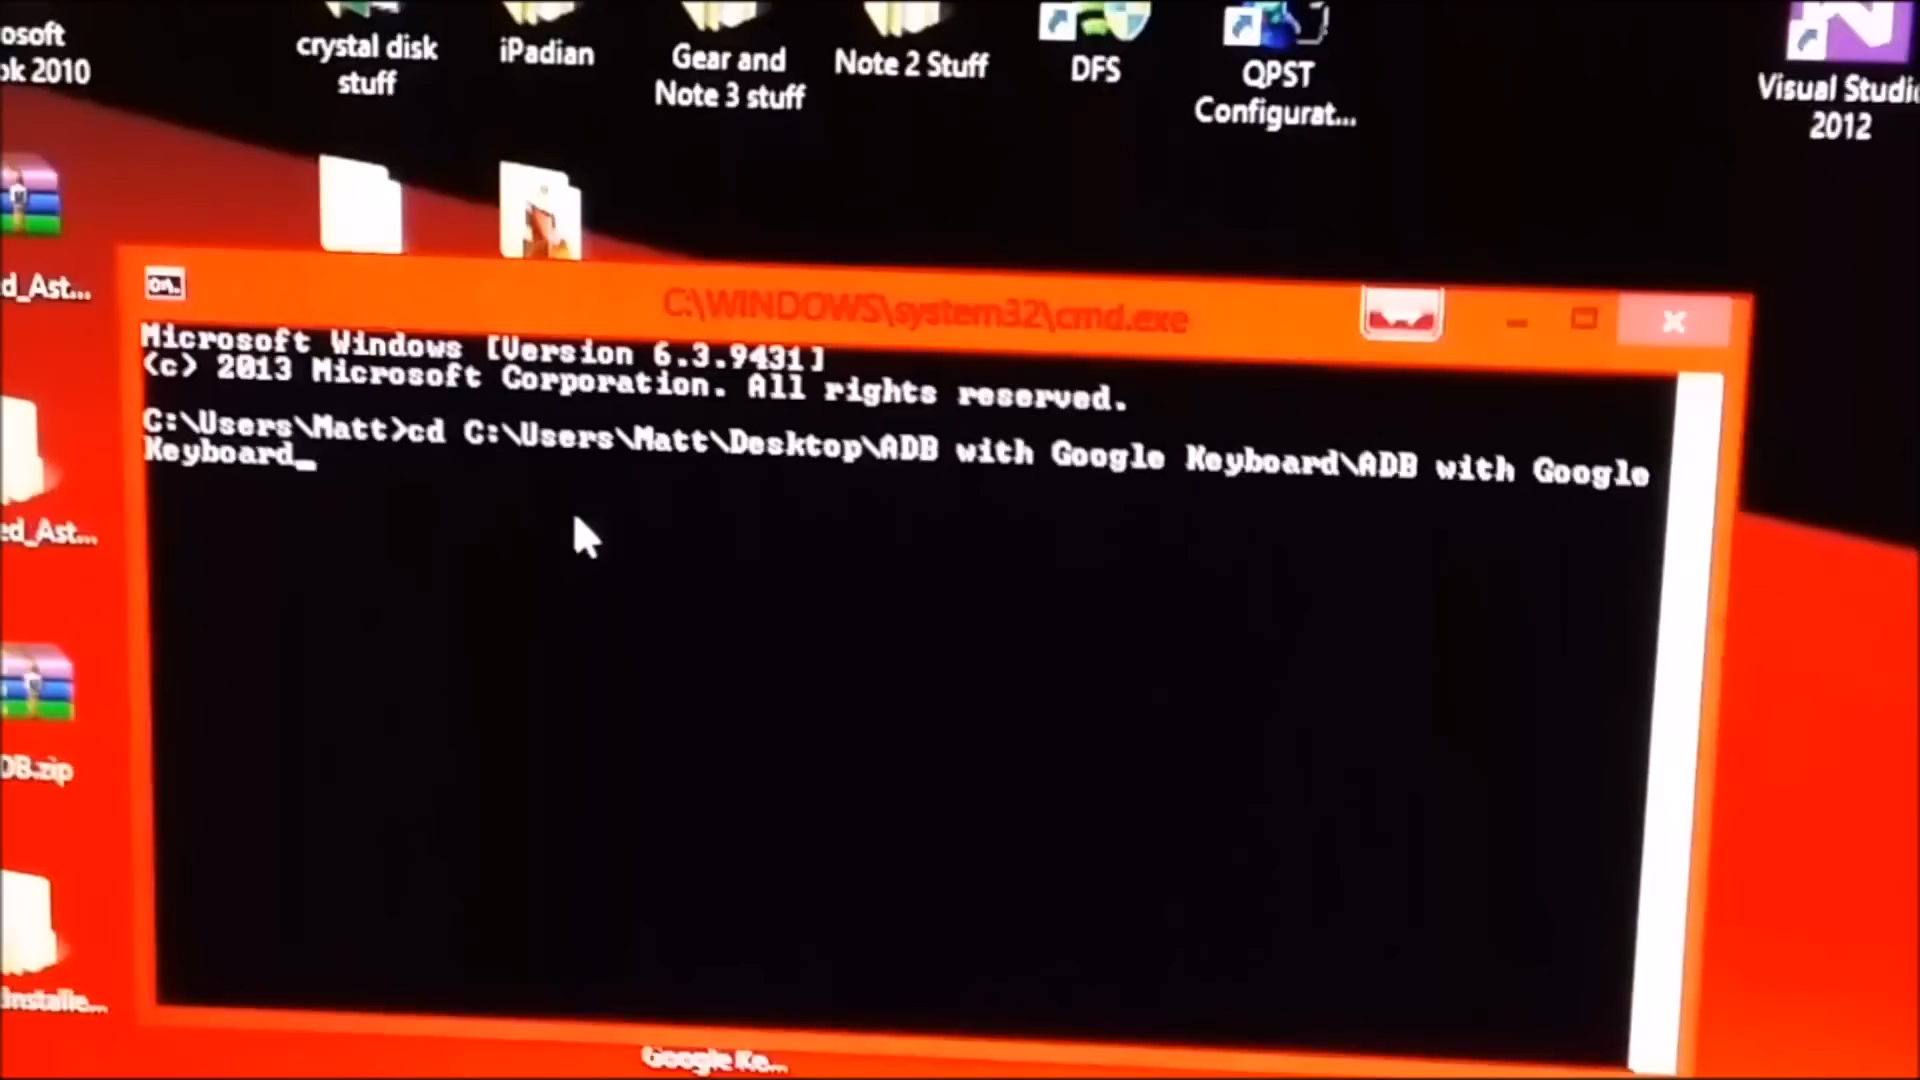 osoft
ok 2010
crystal disk
stuff
iPadian
Gear and
Note 3 stuff
Note 2 Stuff
DFS
QPST
Configurat...
Visual Studio
2012
d_Ast...
C:\WINDOWS\system32\cmd.exe
Microsoft Windows [Version 6.3.9431]
(c) 2013 Microsoft Corporation. All rights reserved.
C:\Users\Matt>cd C:\Users\Matt\Desktop\ADB with Google Keyboard\ADB with Google
Keyboard_
ed_Ast...
DB.zip
Installe...
Google Ke...